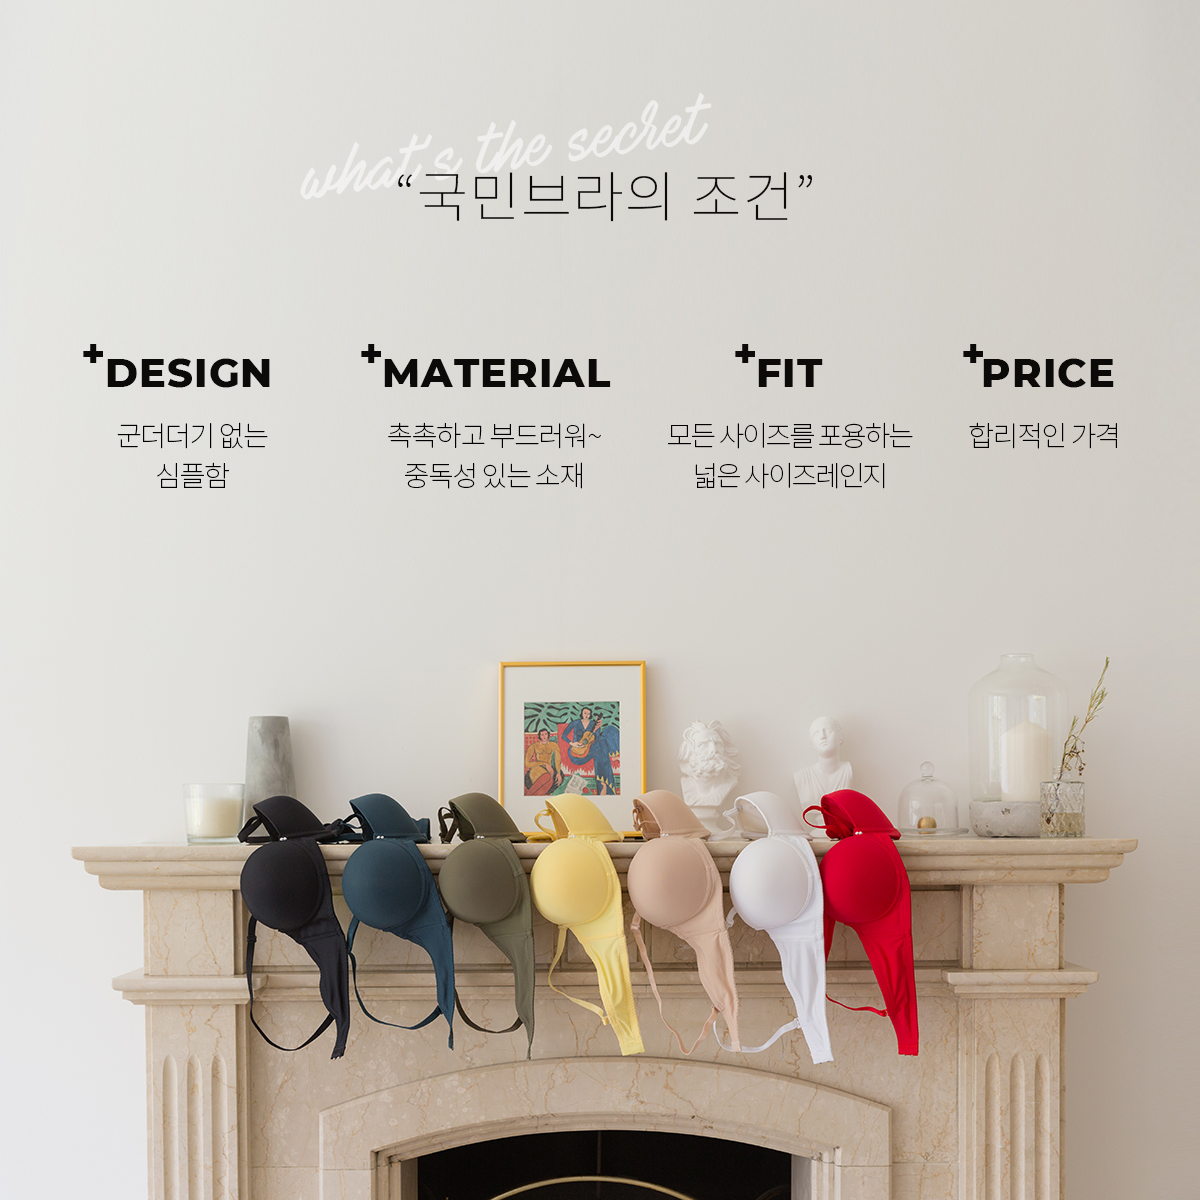 what's the secret
“국민브라의 조건”
+DESIGN
군더더기 없는
심플함
+MATERIAL
촉촉하고 부드러워~
중독성 있는 소재
+FIT
모든 사이즈를 포용하는
넓은 사이즈레인지
+PRICE
합리적인 가격